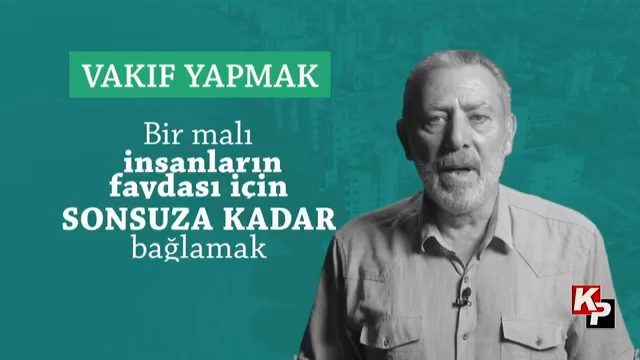 VAKIF YAPMAK
Bir malı
insanların
faydası için
SONSUZA KADAR
bağlamak
KP